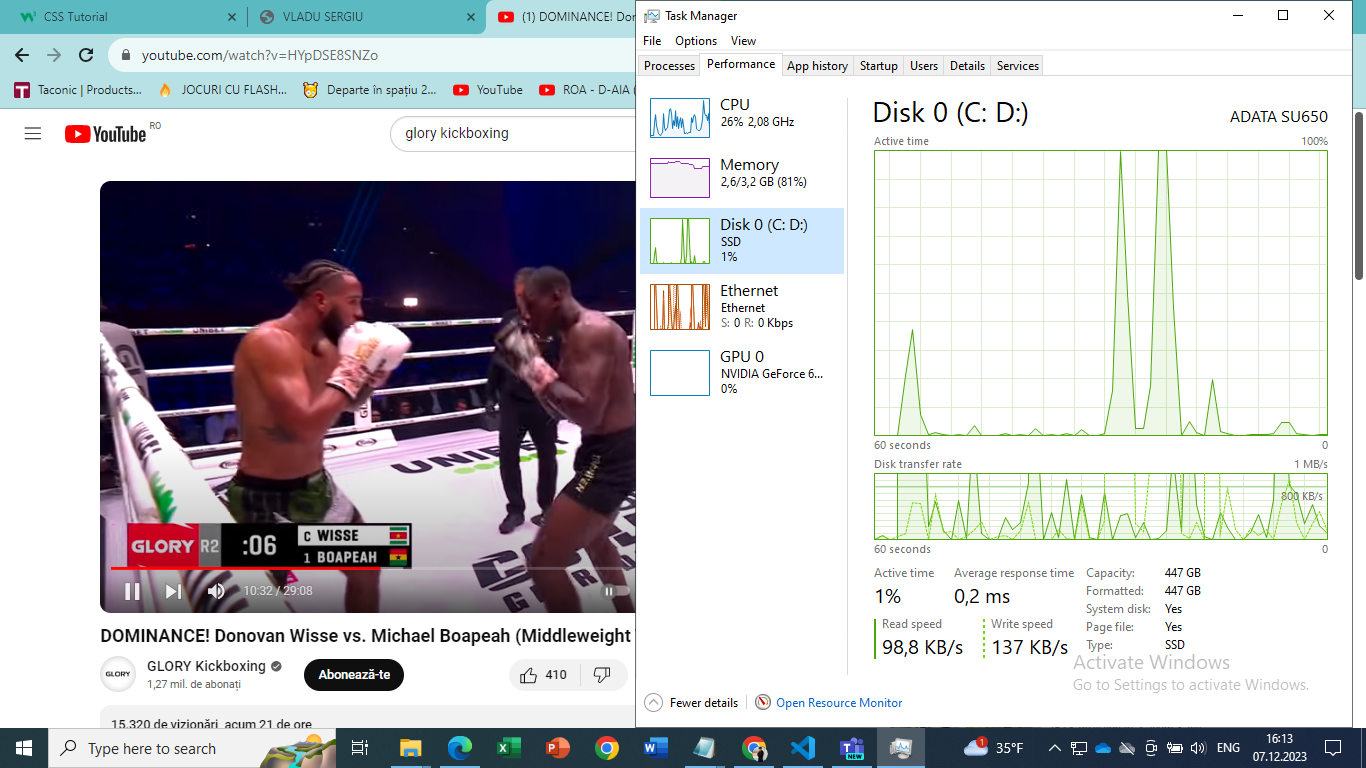 CSS Tutorial
VLADU SERGIU
(1) DOMINANCE! Don
youtube.com/watch?v=HYpDSE8SNZo
Taconic | Products...
JOCURI CU FLASH...
Departe în spațiu 2...
YouTube
ROA - D-AIA (
YouTube RO
glory kickboxing
UNIBET
GLORY R2 :06
C WISSE
1 BOAPEAH
10:32 / 29:08
DOMINANCE! Donovan Wisse vs. Michael Boapeah (Middleweight
GLORY
GLORY Kickboxing
1,27 mil. de abonați
Abonează-te
410
15.320 de vizionări, acum 21 de ore
Task Manager
File Options View
Processes Performance App history Startup Users Details Services
CPU
26% 2,08 GHz
Memory
2,6/3,2 GB (81%)
Disk 0 (C: D:)
SSD
1%
Ethernet
Ethernet
S: 0 R: 0 Kbps
GPU 0
NVIDIA GeForce 6...
0%
Disk 0 (C: D:)
ADATA SU650
Active time
100%
60 seconds
0
Disk transfer rate
1 MB/s
800 KB/s
60 seconds
0
Active time
1%
Average response time
0,2 ms
Read speed
98,8 KB/s
Write speed
137 KB/s
Capacity: 447 GB
Formatted: 447 GB
System disk: Yes
Page file: Yes
Type: SSD
Activate Windows
Go to Settings to activate Windows.
Fewer details
Open Resource Monitor
Type here to search
NEW
1
35°F
ENG
16:13
07.12.2023